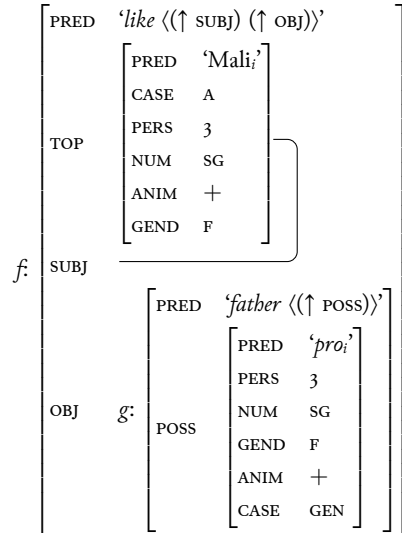 PRED ‘like ⟨(↑ SUBJ) (↑ OBJ)⟩’
PRED ‘Maliᵢ’
CASE A
PERS 3
TOP
NUM SG
ANIM +
GEND F
f: SUBJ
PRED ‘father ⟨(↑ POSS)⟩’
PRED ‘proᵢ’
PERS 3
OBJ g:
NUM SG
POSS
GEND F
ANIM +
CASE GEN